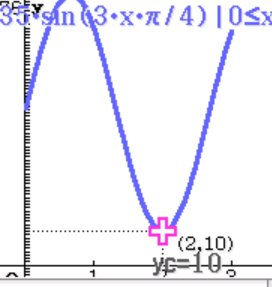 35·sin(3·x·π/4)|0≤x
y
(2,10)
yc=10
1